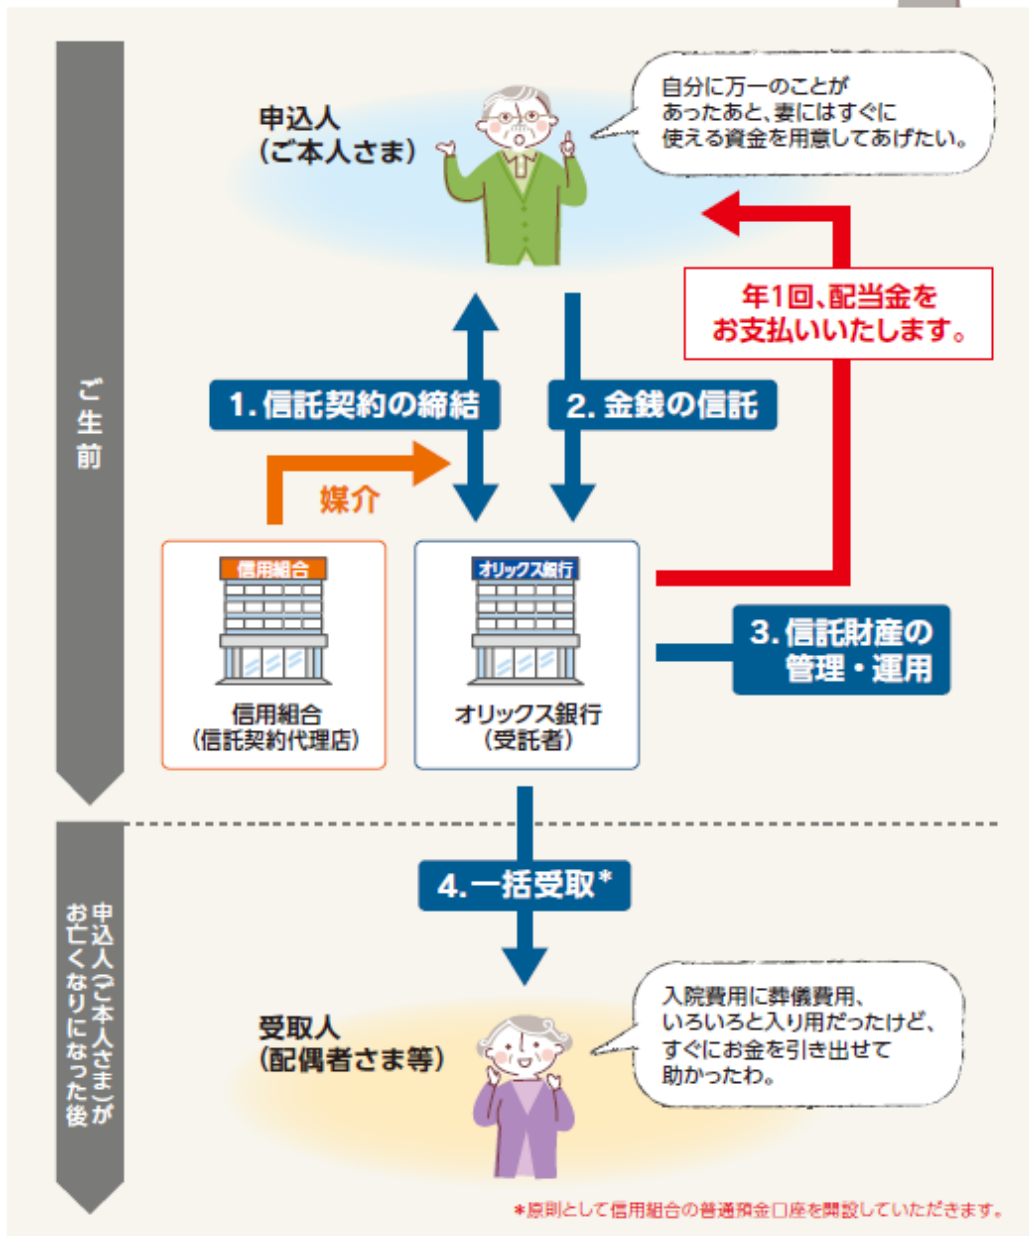 ご生前
申込人
(ご本人さま)
自分に万一のことが
あったあと、妻にはすぐに
使える資金を用意してあげたい。
年1回、配当金を
お支払いいたします。
1.信託契約の締結
2.金銭の信託
媒介
信用組合
オリックス銀行
信用組合
(信託契約代理店)
オリックス銀行
(受託者)
3.信託財産の
管理・運用
申込人(ご本人さま)が
お亡くなりになった後
4.一括受取*
受取人
(配偶者さま等)
入院費用に葬儀費用、
いろいろと入り用だったけど、
すぐにお金を引き出せて
助かったわ。
*原則として信用組合の普通預金口座を開設していただきます。